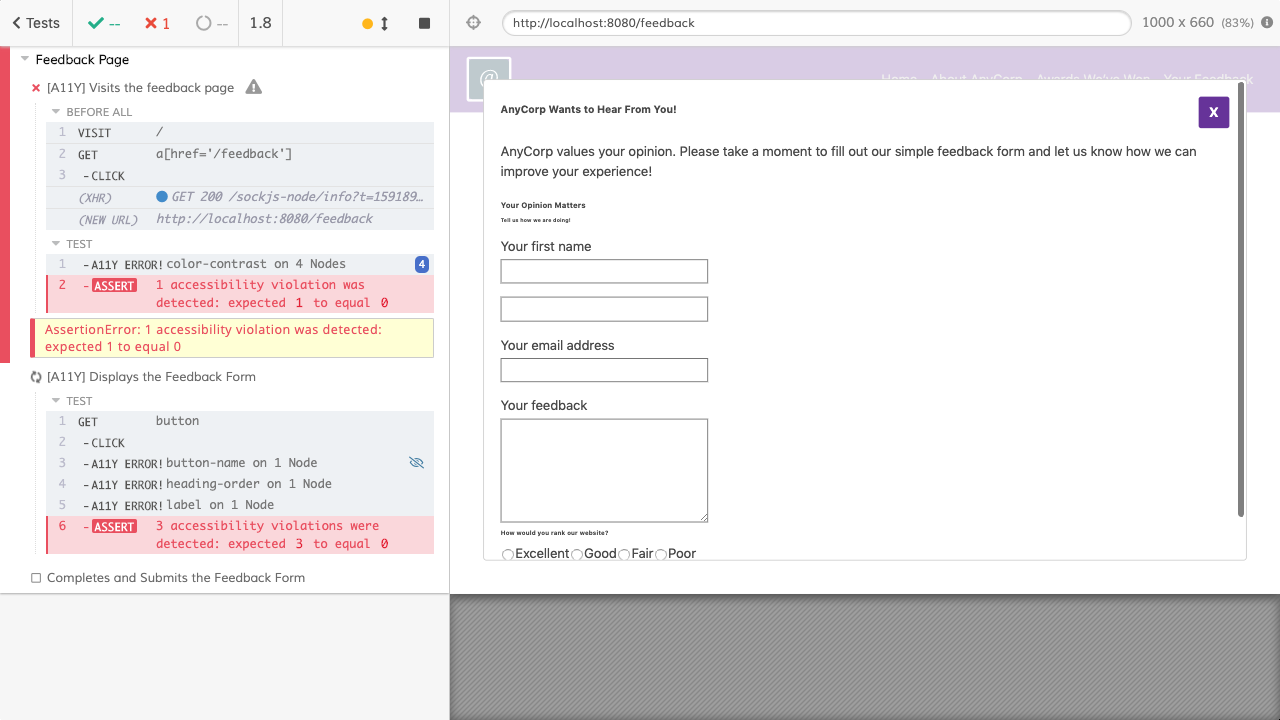 Tests
--
1
--
1.8
http://localhost:8080/feedback
1000 x 660 (83%)
Feedback Page
[A11Y] Visits the feedback page
BEFORE ALL
1 VISIT /
2 GET a[href='/feedback']
3 -CLICK
(XHR) GET 200 /sockjs-node/info?t=159189…
(NEW URL) http://localhost:8080/feedback
TEST
1 -A11Y ERROR! color-contrast on 4 Nodes 4
2 -ASSERT 1 accessibility violation was
detected: expected 1 to equal 0
AssertionError: 1 accessibility violation was detected:
expected 1 to equal 0
[A11Y] Displays the Feedback Form
TEST
1 GET button
2 -CLICK
3 -A11Y ERROR! button-name on 1 Node
4 -A11Y ERROR! heading-order on 1 Node
5 -A11Y ERROR! label on 1 Node
6 -ASSERT 3 accessibility violations were
detected: expected 3 to equal 0
Completes and Submits the Feedback Form
@
Home About AnyCorp Awards We've Won Your Feedback
AnyCorp Wants to Hear From You!
X
AnyCorp values your opinion. Please take a moment to fill out our simple feedback form and let us know how we can
improve your experience!
Your Opinion Matters
Tell us how we are doing!
Your first name
Your email address
Your feedback
How would you rank our website?
Excellent Good Fair Poor